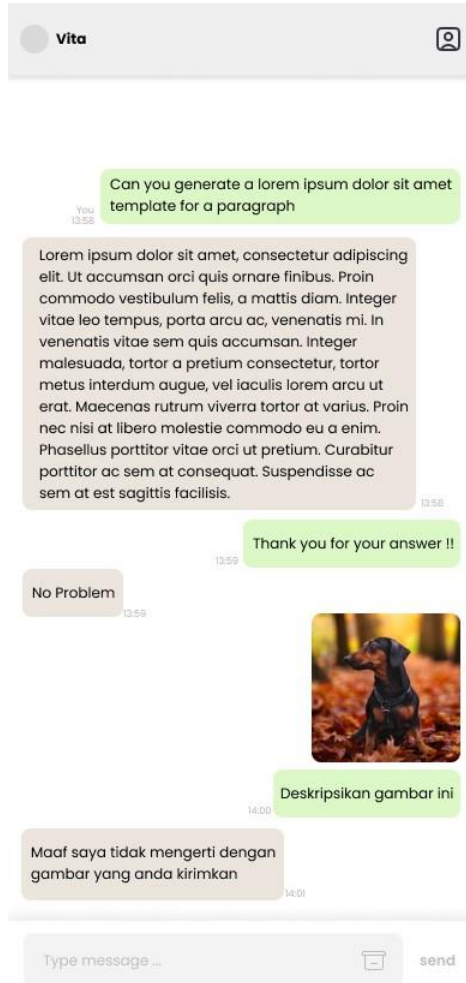 Vita
Can you generate a lorem ipsum dolor sit amet
template for a paragraph
You
13:58
Lorem ipsum dolor sit amet, consectetur adipiscing
elit. Ut accumsan orci quis ornare finibus. Proin
commodo vestibulum felis, a mattis diam. Integer
vitae leo tempus, porta arcu ac, venenatis mi. In
venenatis vitae sem quis accumsan. Integer
malesuada, tortor a pretium consectetur, tortor
metus interdum augue, vel iaculis lorem arcu ut
erat. Maecenas rutrum viverra tortor at varius. Proin
nec nisi at libero molestie commodo eu a enim.
Phasellus porttitor vitae orci ut pretium. Curabitur
porttitor ac sem at consequat. Suspendisse ac
sem at est sagittis facilisis.
13:58
Thank you for your answer !!
13:59
No Problem
13:59
Deskripsikan gambar ini
14:00
Maaf saya tidak mengerti dengan
gambar yang anda kirimkan
14:01
Type message ...
send